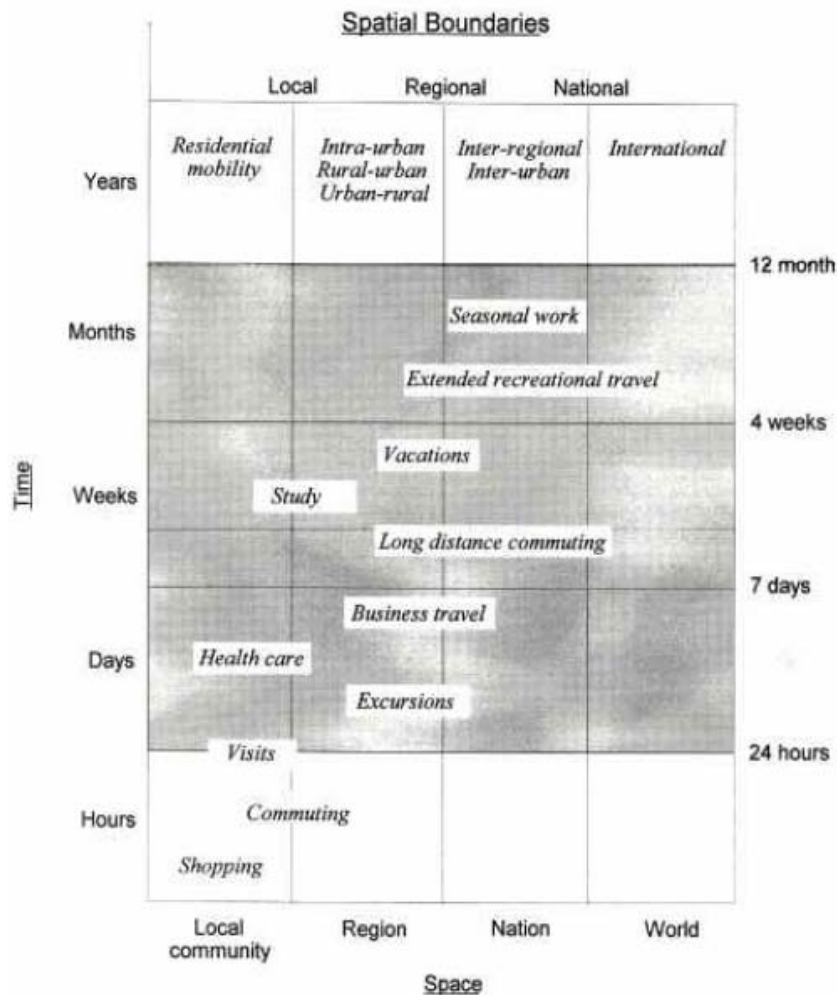 Spatial Boundaries
Local Regional National
Residential mobility
Intra-urban
Rural-urban
Urban-rural
Inter-regional
Inter-urban
International
Years
12 month
Months
Seasonal work
Extended recreational travel
4 weeks
Vacations
Time
Weeks
Study
Long distance commuting
7 days
Business travel
Days
Health care
Excursions
24 hours
Visits
Hours
Commuting
Shopping
Local
community
Region
Nation
World
Space